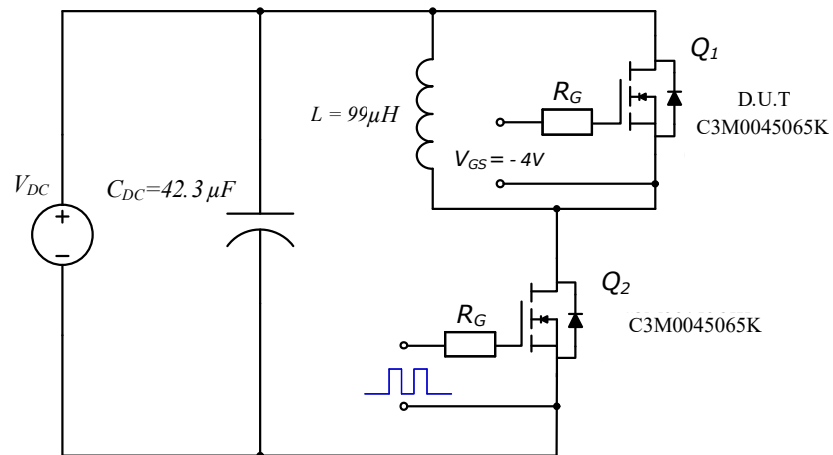 Q1
RG
D.U.T
C3M0045065K
L = 99μH
VGS = - 4V
VDC
CDC=42.3 μF
+
−
Q2
RG
C3M0045065K